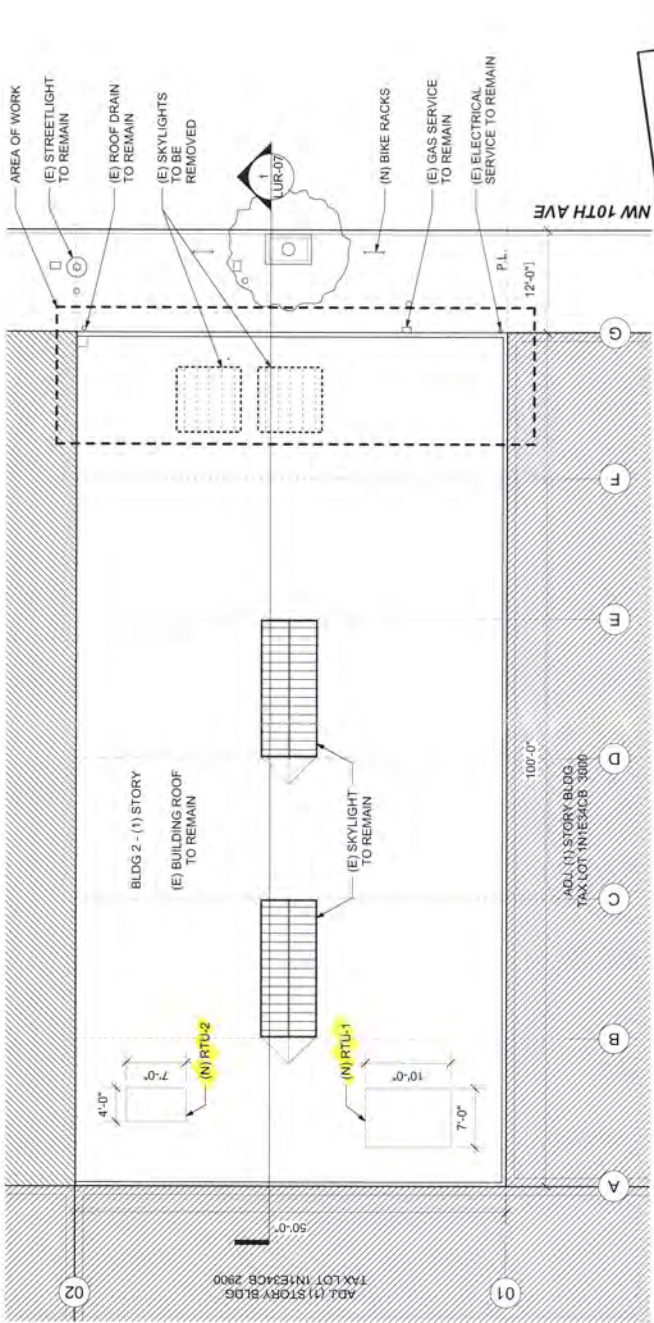 AREA OF WORK
(E) STREETLIGHT
TO REMAIN
(E) ROOF DRAIN
TO REMAIN
(E) SKYLIGHTS
TO BE
REMOVED
1
LUR-07
(N) BIKE RACKS
(E) GAS SERVICE
TO REMAIN
(E) ELECTRICAL
SERVICE TO REMAIN
NW 10TH AVE
P.L.
12'-0"
G
F
E
D
C
B
A
100'-0"
ADJ. (1) STORY BLDG
TAX LOT 1N1E34CB 3000
BLDG 2 - (1) STORY
(E) BUILDING ROOF
TO REMAIN
(E) SKYLIGHT
TO REMAIN
(N) RTU-2
7'-0"
4'-0"
(N) RTU-1
10'-0"
7'-0"
50'-0"
ADJ. (1) STORY BLDG
TAX LOT 1N1E34CB 2900
02
01